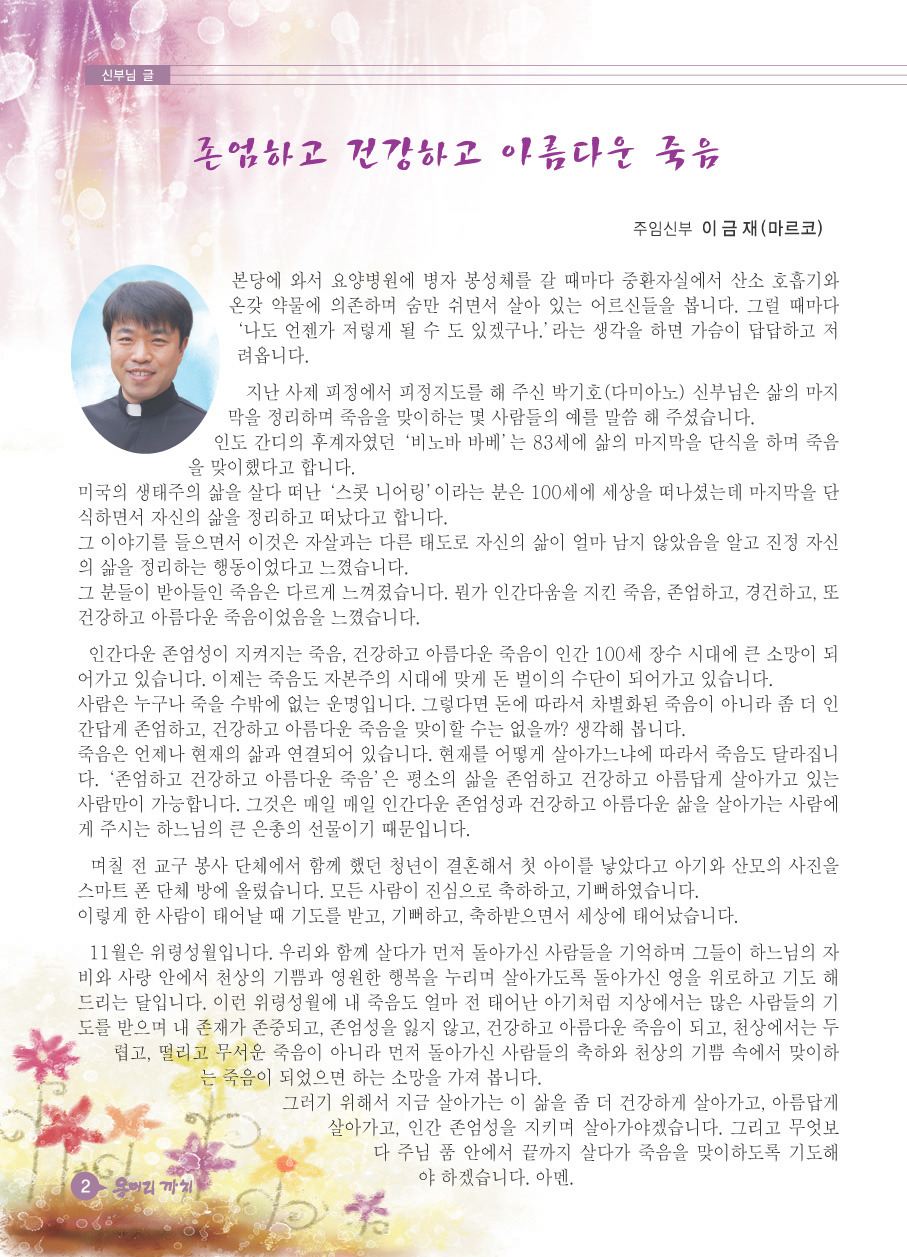 신부님 글
존엄하고 건강하고 아름다운 죽음
주임신부 이 금 재(마르코)
본당에 와서 요양병원에 병자 봉성체를 갈 때마다 중환자실에서 산소 호흡기와
온갖 약물에 의존하며 숨만 쉬면서 살아 있는 어르신들을 봅니다. 그럴 때마다
‘나도 언젠가 저렇게 될 수 도 있겠구나.’라는 생각을 하면 가슴이 답답하고 저
려옵니다.
지난 사제 피정에서 피정지도를 해 주신 박기호(다미아노) 신부님은 삶의 마지
막을 정리하며 죽음을 맞이하는 몇 사람들의 예를 말씀 해 주셨습니다.
인도 간디의 후계자였던 ‘비노바 바베’는 83세에 삶의 마지막을 단식을 하며 죽음
을 맞이했다고 합니다.
미국의 생태주의 삶을 살다 떠난 ‘스콧 니어링’이라는 분은 100세에 세상을 떠나셨는데 마지막을 단
식하면서 자신의 삶을 정리하고 떠났다고 합니다.
그 이야기를 들으면서 이것은 자살과는 다른 태도로 자신의 삶이 얼마 남지 않았음을 알고 진정 자신
의 삶을 정리하는 행동이었다고 느꼈습니다.
그 분들이 받아들인 죽음은 다르게 느껴졌습니다. 뭔가 인간다움을 지킨 죽음, 존엄하고, 경건하고, 또
건강하고 아름다운 죽음이었음을 느꼈습니다.
인간다운 존엄성이 지켜지는 죽음, 건강하고 아름다운 죽음이 인간 100세 장수 시대에 큰 소망이 되
어가고 있습니다. 이제는 죽음도 자본주의 시대에 맞게 돈 벌이의 수단이 되어가고 있습니다.
사람은 누구나 죽을 수밖에 없는 운명입니다. 그렇다면 돈에 따라서 차별화된 죽음이 아니라 좀 더 인
간답게 존엄하고, 건강하고 아름다운 죽음을 맞이할 수는 없을까? 생각해 봅니다.
죽음은 언제나 현재의 삶과 연결되어 있습니다. 현재를 어떻게 살아가느냐에 따라서 죽음도 달라집니
다. ‘존엄하고 건강하고 아름다운 죽음’은 평소의 삶을 존엄하고 건강하고 아름답게 살아가고 있는
사람만이 가능합니다. 그것은 매일 매일 인간다운 존엄성과 건강하고 아름다운 삶을 살아가는 사람에
게 주시는 하느님의 큰 은총의 선물이기 때문입니다.
며칠 전 교구 봉사 단체에서 함께 했던 청년이 결혼해서 첫 아이를 낳았다고 아기와 산모의 사진을
스마트 폰 단체 방에 올렸습니다. 모든 사람이 진심으로 축하하고, 기뻐하였습니다.
이렇게 한 사람이 태어날 때 기도를 받고, 기뻐하고, 축하받으면서 세상에 태어났습니다.
11월은 위령성월입니다. 우리와 함께 살다가 먼저 돌아가신 사람들을 기억하며 그들이 하느님의 자
비와 사랑 안에서 천상의 기쁨과 영원한 행복을 누리며 살아가도록 돌아가신 영을 위로하고 기도 해
드리는 달입니다. 이런 위령성월에 내 죽음도 얼마 전 태어난 아기처럼 지상에서는 많은 사람들의 기
도를 받으며 내 존재가 존중되고, 존엄성을 잃지 않고, 건강하고 아름다운 죽음이 되고, 천상에서는 두
렵고, 떨리고 무서운 죽음이 아니라 먼저 돌아가신 사람들의 축하와 천상의 기쁨 속에서 맞이하
는 죽음이 되었으면 하는 소망을 가져 봅니다.
그러기 위해서 지금 살아가는 이 삶을 좀 더 건강하게 살아가고, 아름답게
살아가고, 인간 존엄성을 지키며 살아가야겠습니다. 그리고 무엇보
다 주님 품 안에서 끝까지 살다가 죽음을 맞이하도록 기도해
야 하겠습니다. 아멘.
2 용머리 까치